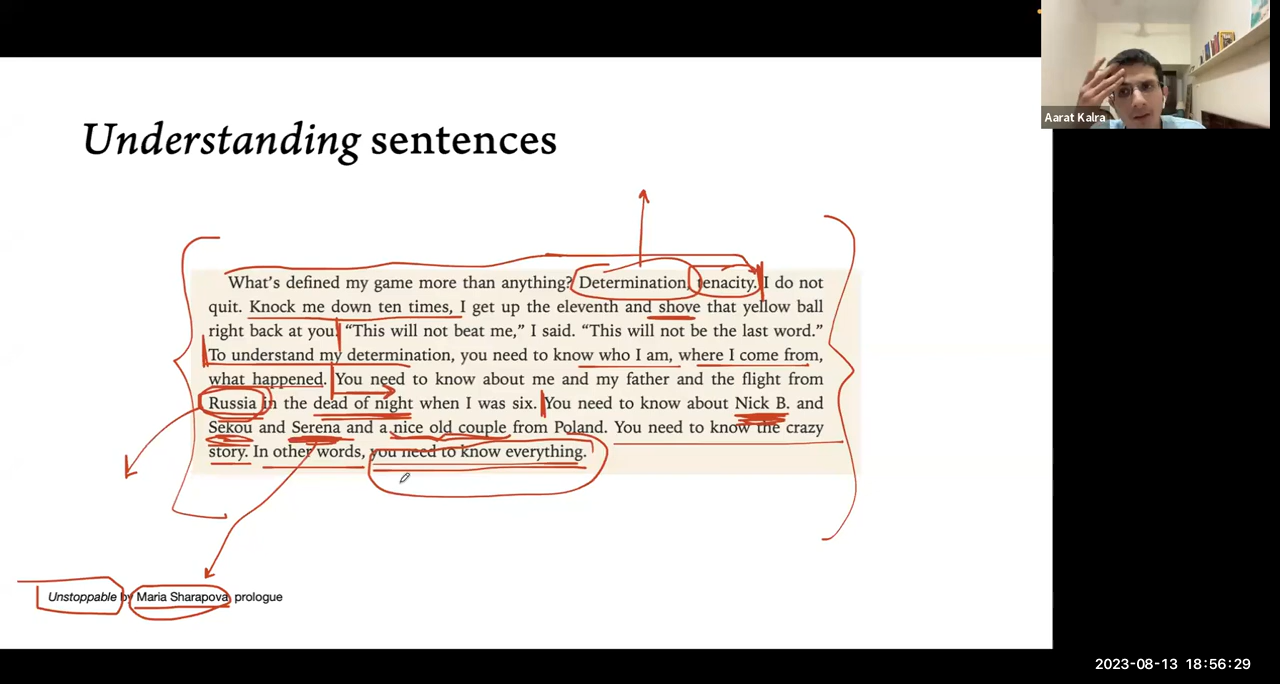 Aarat Kalra
Understanding sentences
What's defined my game more than anything? Determination, tenacity. I do not
quit. Knock me down ten times, I get up the eleventh and shove that yellow ball
right back at you. “This will not beat me,” I said. “This will not be the last word.”
To understand my determination, you need to know who I am, where I come from,
what happened. You need to know about me and my father and the flight from
Russia in the dead of night when I was six. You need to know about Nick B. and
Sekou and Serena and a nice old couple from Poland. You need to know the crazy
story. In other words, you need to know everything.
Unstoppable by Maria Sharapova, prologue
2023-08-13 18:56:29